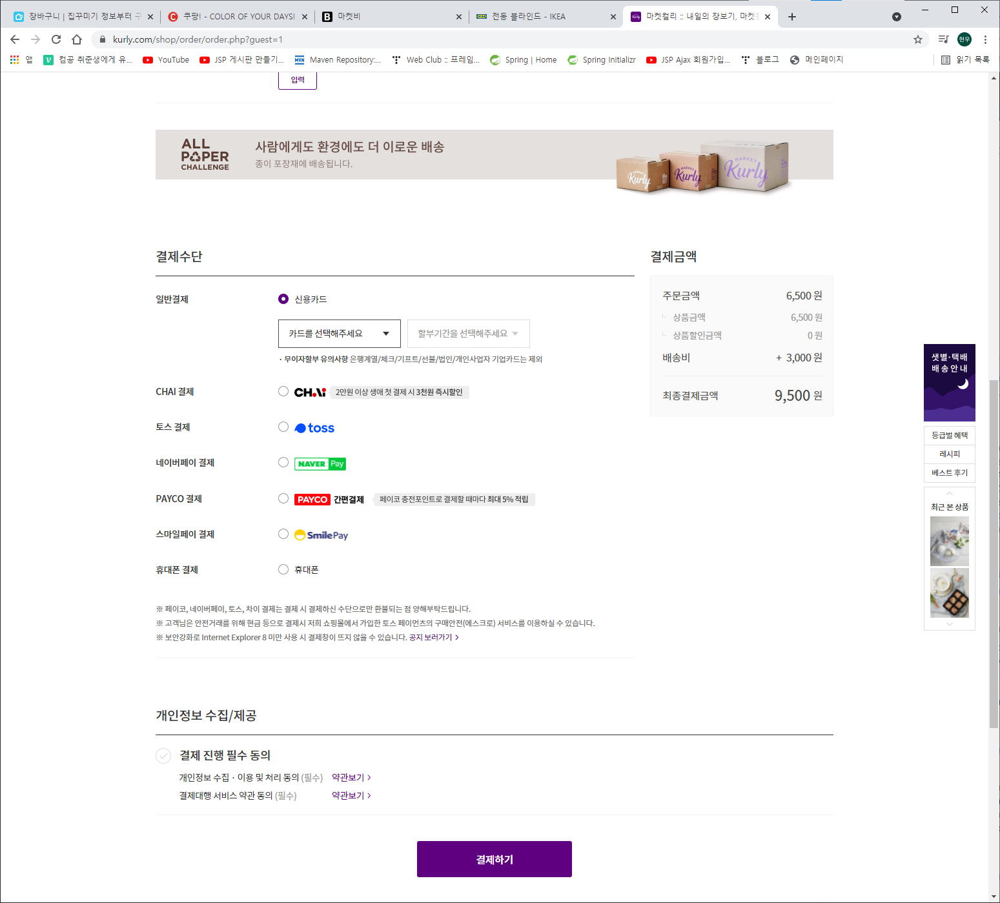 장바구니 | 집꾸미기 정보부터 구
쿠팡! - COLOR OF YOUR DAYS!
마켓비
전동 블라인드 - IKEA
마켓컬리 :: 내일의 장보기, 마켓
kurly.com/shop/order/order.php?guest=1
현우
앱
컴공 취준생에게 유...
YouTube
JSP 게시판 만들기...
Maven Repository:...
Web Club :: 프레임...
Spring | Home
Spring Initializr
JSP Ajax 회원가입...
블로그
메인페이지
읽기 목록
입력
ALL
PAPER
CHALLENGE
사람에게도 환경에도 더 이로운 배송
종이 포장재에 배송됩니다.
MARKET
Kurly
MARKET
Kurly
MARKET
Kurly
결제수단
일반결제
신용카드
카드를 선택해주세요
할부기간을 선택해주세요
· 무이자할부 유의사항 은행계열/체크/기프트/선불/법인/개인사업자 기업카드는 제외
CHAI 결제
CHAI
2만원 이상 생애 첫 결제 시 3천원 즉시할인
토스 결제
toss
네이버페이 결제
NAVER Pay
PAYCO 결제
PAYCO 간편결제
페이코 충전포인트로 결제할 때마다 최대 5% 적립
스마일페이 결제
SmilePay
휴대폰 결제
휴대폰
※ 페이코, 네이버페이, 토스, 차이 결제는 결제 시 결제하신 수단으로만 환불되는 점 양해부탁드립니다.
※ 고객님은 안전거래를 위해 현금 등으로 결제시 저희 쇼핑몰에서 가입한 토스 페이먼츠의 구매안전(에스크로) 서비스를 이용하실 수 있습니다.
※ 보안강화로 Internet Explorer 8 미만 사용 시 결제창이 뜨지 않을 수 있습니다. 공지 보러가기 >
결제금액
주문금액 6,500 원
상품금액 6,500 원
상품할인금액 0 원
배송비 + 3,000 원
최종결제금액 9,500 원
샛별·택배
배송안내
등급별 혜택
레시피
베스트 후기
최근 본 상품
개인정보 수집/제공
결제 진행 필수 동의
개인정보 수집 · 이용 및 처리 동의 (필수) 약관보기 >
결제대행 서비스 약관 동의 (필수) 약관보기 >
결제하기